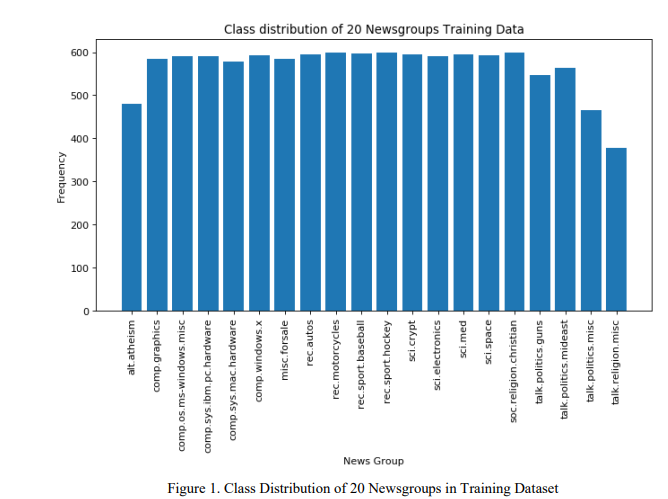 Class distribution of 20 Newsgroups Training Data
600
500
400
300
200
100
0
Frequency
alt.atheism
comp.graphics
comp.os.ms-windows.misc
comp.sys.ibm.pc.hardware
comp.sys.mac.hardware
comp.windows.x
misc.forsale
rec.autos
rec.motorcycles
rec.sport.baseball
rec.sport.hockey
sci.crypt
sci.electronics
sci.med
sci.space
soc.religion.christian
talk.politics.guns
talk.politics.mideast
talk.politics.misc
talk.religion.misc
News Group
Figure 1. Class Distribution of 20 Newsgroups in Training Dataset